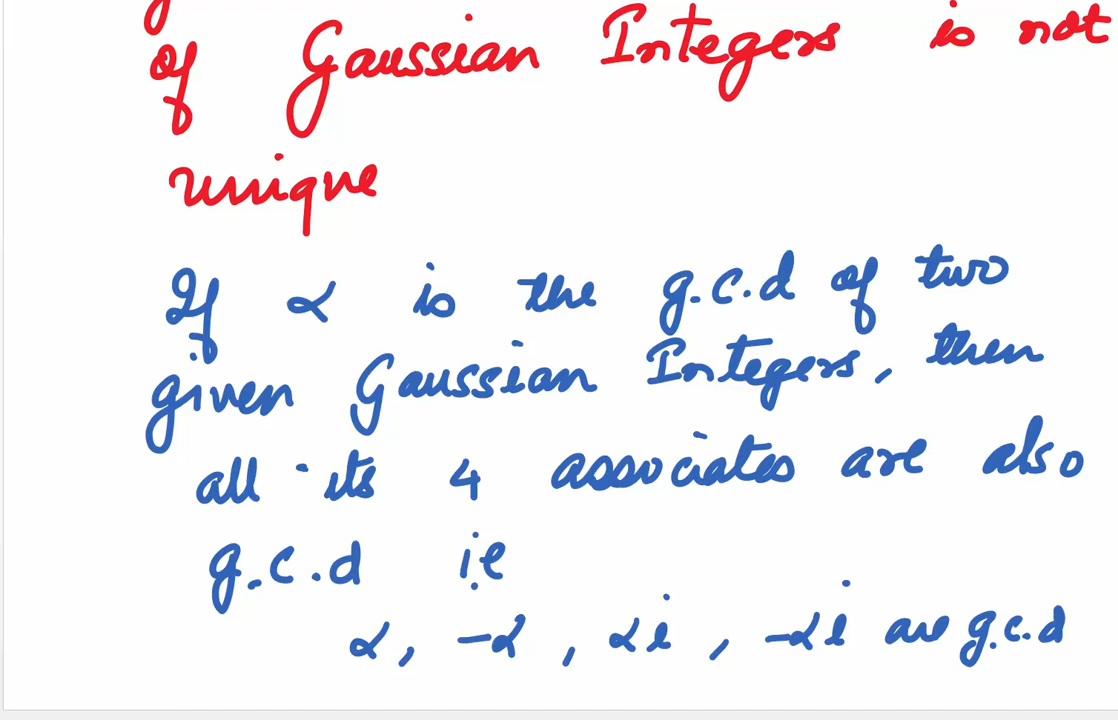 of Gaussian Integers is not
unique
If α is the g.c.d of two
given Gaussian Integers, then
all its 4 associates are also
g.c.d i.e
α, -α, αi, -αi are g.c.d